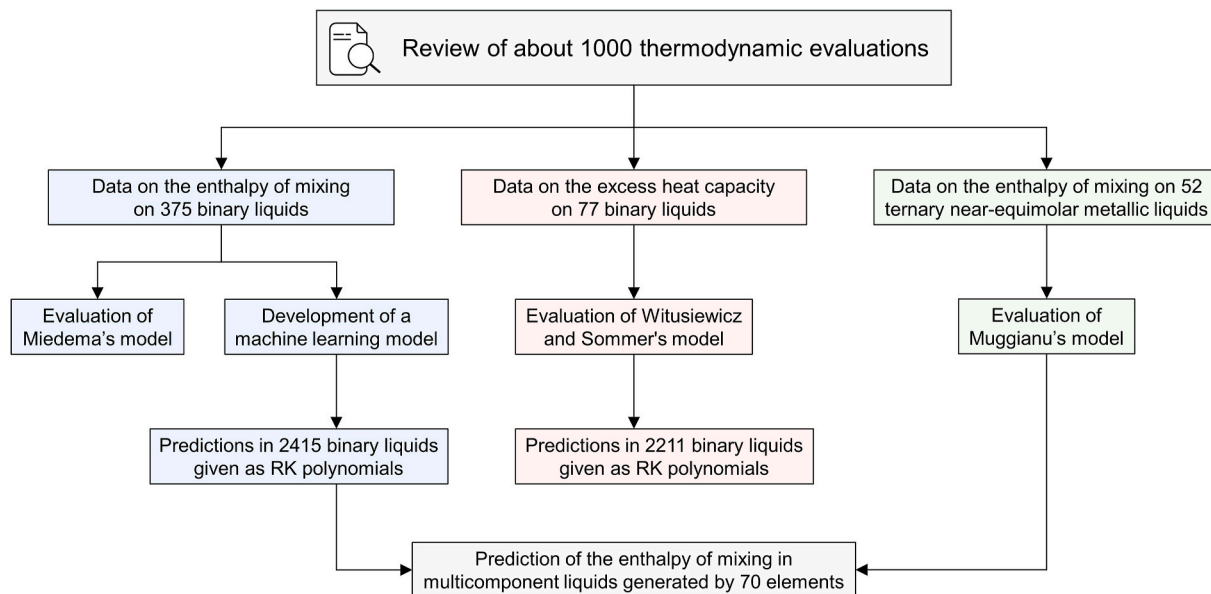 Review of about 1000 thermodynamic evaluations
Data on the enthalpy of mixing
on 375 binary liquids
Data on the excess heat capacity
on 77 binary liquids
Data on the enthalpy of mixing on 52
ternary near-equimolar metallic liquids
Evaluation of
Miedema's model
Development of a
machine learning model
Evaluation of Witusiewicz
and Sommer's model
Evaluation of
Muggianu's model
Predictions in 2415 binary liquids
given as RK polynomials
Predictions in 2211 binary liquids
given as RK polynomials
Prediction of the enthalpy of mixing in
multicomponent liquids generated by 70 elements